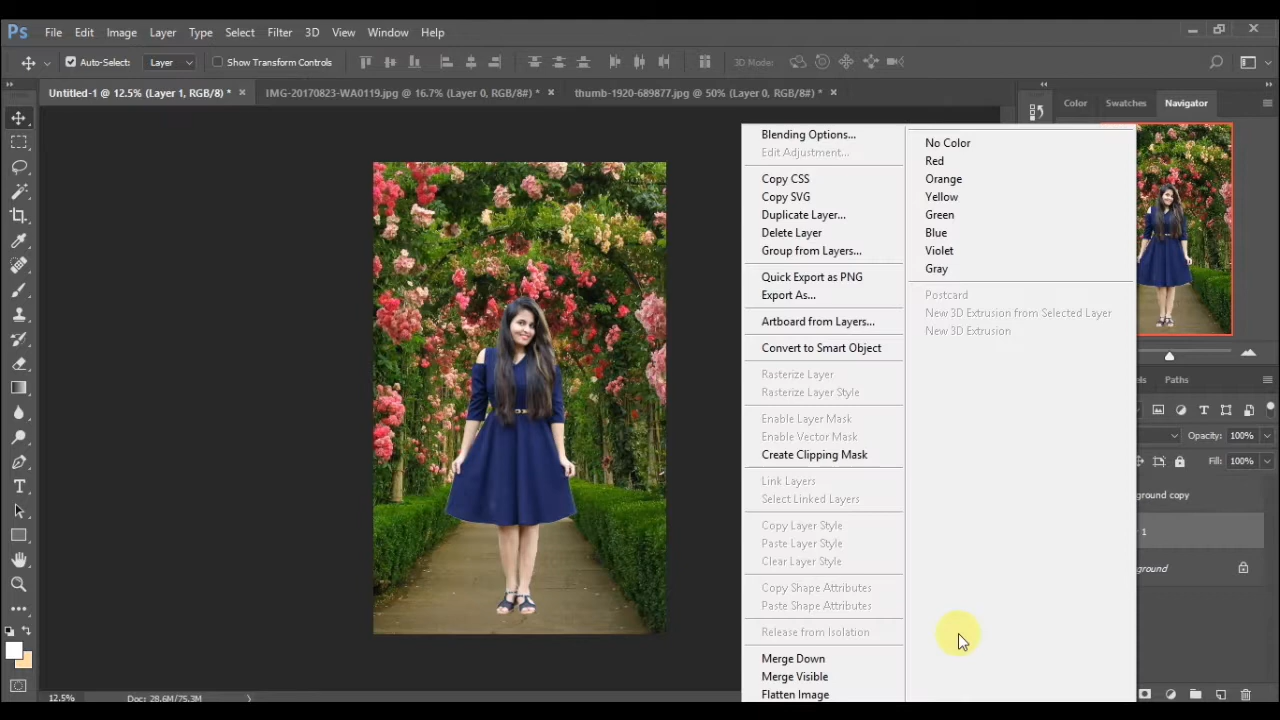 Ps File Edit Image Layer Type Select Filter 3D View Window Help
Auto-Select: Layer Show Transform Controls 3D Mode:
Untitled-1 @ 12.5% (Layer 1, RGB/8) * IMG-20170823-WA0119.jpg @ 16.7% (Layer 0, RGB/8#) * thumb-1920-689877.jpg @ 50% (Layer 0, RGB/8#) *
Color Swatches Navigator
Blending Options...
Edit Adjustment...
Copy CSS
Copy SVG
Duplicate Layer...
Delete Layer
Group from Layers...
Quick Export as PNG
Export As...
Artboard from Layers...
Convert to Smart Object
Rasterize Layer
Rasterize Layer Style
Enable Layer Mask
Enable Vector Mask
Create Clipping Mask
Link Layers
Select Linked Layers
Copy Layer Style
Paste Layer Style
Clear Layer Style
Copy Shape Attributes
Paste Shape Attributes
Release from Isolation
Merge Down
Merge Visible
Flatten Image
No Color
Red
Orange
Yellow
Green
Blue
Violet
Gray
Postcard
New 3D Extrusion from Selected Layer
New 3D Extrusion
els Paths
Opacity: 100%
Fill: 100%
ground copy
1
ground
12.5% Doc: 28.6M/75.3M